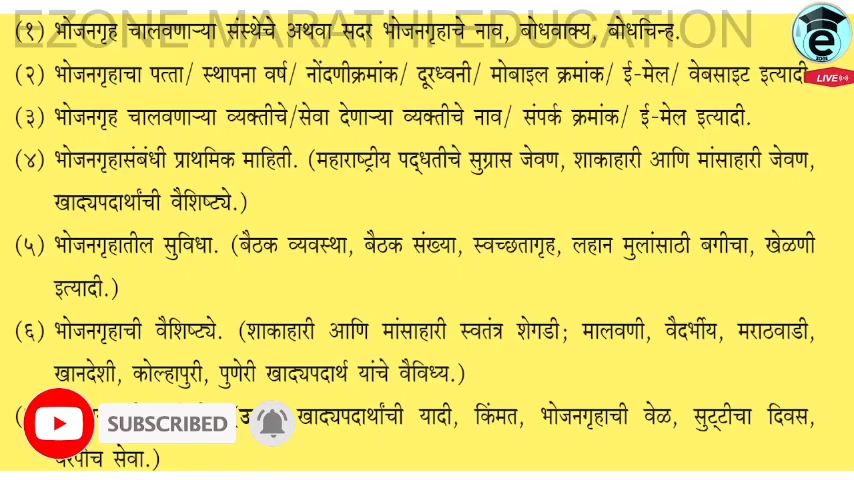 EZONE MARATHI EDUCATION
(१) भोजनगृह चालवणाऱ्या संस्थेचे अथवा सदर भोजनगृहाचे नाव, बोधवाक्य, बोधचिन्ह.
(२) भोजनगृहाचा पत्ता/ स्थापना वर्ष/ नोंदणीक्रमांक/ दूरध्वनी/ मोबाइल क्रमांक/ ई-मेल/ वेबसाइट इत्यादी
(३) भोजनगृह चालवणाऱ्या व्यक्तीचे/सेवा देणाऱ्या व्यक्तीचे नाव/ संपर्क क्रमांक/ ई-मेल इत्यादी.
(४) भोजनगृहासंबंधी प्राथमिक माहिती. (महाराष्ट्रीय पद्धतीचे सुग्रास जेवण, शाकाहारी आणि मांसाहारी जेवण,
खाद्यपदार्थांची वैशिष्ट्ये.)
(५) भोजनगृहातील सुविधा. (बैठक व्यवस्था, बैठक संख्या, स्वच्छतागृह, लहान मुलांसाठी बगीचा, खेळणी
इत्यादी.)
(६) भोजनगृहाची वैशिष्ट्ये. (शाकाहारी आणि मांसाहारी स्वतंत्र शेगडी; मालवणी, वैदर्भीय, मराठवाडी,
खानदेशी, कोल्हापुरी, पुणेरी खाद्यपदार्थ यांचे वैविध्य.)
खाद्यपदार्थांची यादी, किंमत, भोजनगृहाची वेळ, सुट्टीचा दिवस,
सेवा.)
SUBSCRIBED
e
ZONE
LIVE